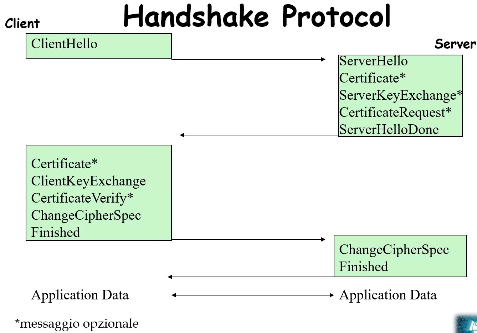 Handshake Protocol
Client
ClientHello
Server
ServerHello
Certificate*
ServerKeyExchange*
CertificateRequest*
ServerHelloDone
Certificate*
ClientKeyExchange
CertificateVerify*
ChangeCipherSpec
Finished
ChangeCipherSpec
Finished
Application Data
Application Data
*messaggio opzionale